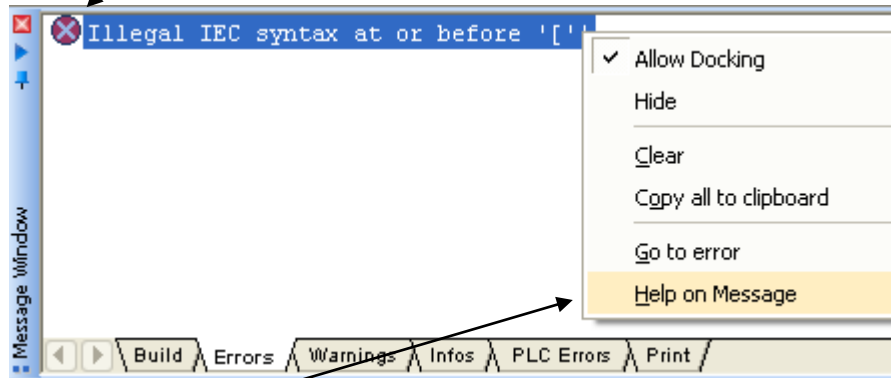 Illegal IEC syntax at or before '['
Allow Docking
Hide
Clear
Copy all to clipboard
Go to error
Help on Message
Message Window
Build
Errors
Warnings
Infos
PLC Errors
Print